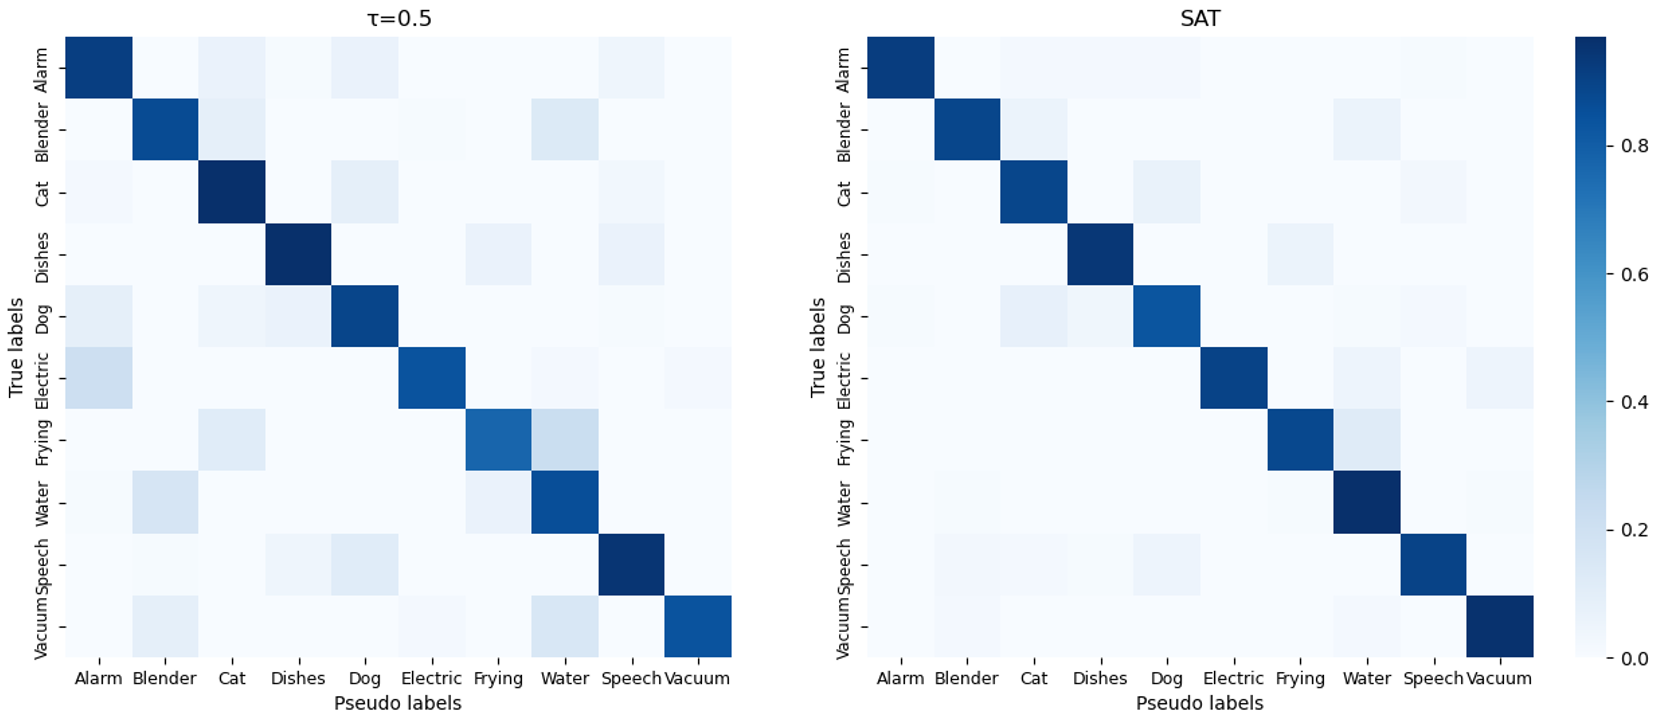 τ=0.5
True labels
Alarm
Blender
Cat
Dishes
Dog
Electric
Frying
Water
Speech
Vacuum
Alarm Blender Cat Dishes Dog Electric Frying Water Speech Vacuum
Pseudo labels
SAT
True labels
Alarm
Blender
Cat
Dishes
Dog
Electric
Frying
Water
Speech
Vacuum
Alarm Blender Cat Dishes Dog Electric Frying Water Speech Vacuum
Pseudo labels
0.8
0.6
0.4
0.2
0.0